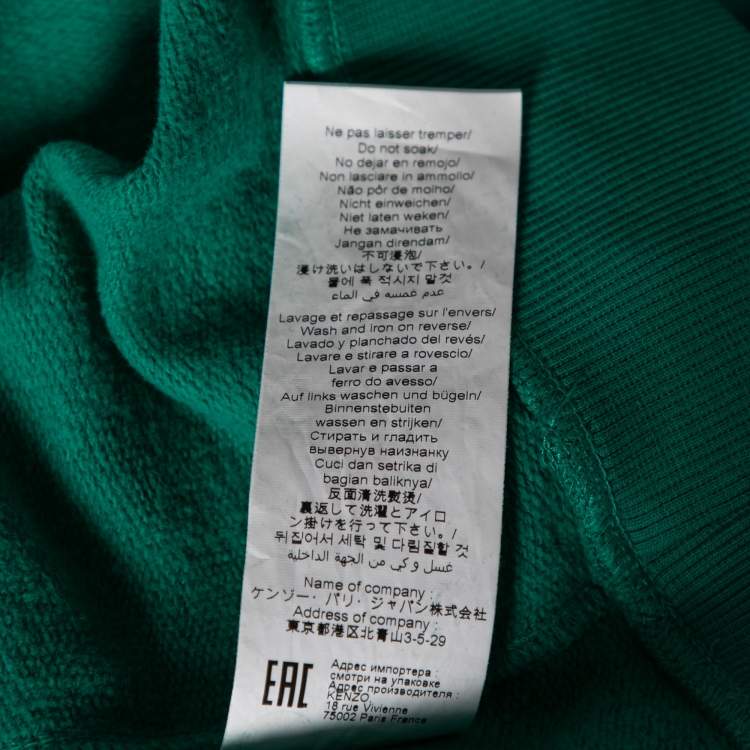 Ne pas laisser tremper/
Do not soak/
No dejar en remojo/
Non lasciare in ammollo/
Não pôr de molho/
Nicht einweichen/
Niet laten weken/
Не замачивать
Jangan direndam/
不可浸泡/
浸け洗いはしないで下さい。/
물에 푹 적시지 말것
عدم غمسه في الماء
Lavage et repassage sur l'envers/
Wash and iron on reverse/
Lavado y planchado del revés/
Lavare e stirare a rovescio/
Lavar e passar a
ferro do avesso/
Auf links waschen und bügeln/
Binnenstebuiten
wassen en strijken/
Стирать и гладить
вывернув наизнанку
Cuci dan setrika di
bagian baliknya/
反面清洗熨烫/
裏返して洗濯とアイロ
ン掛けを行って下さい。/
뒤집어서 세탁 및 다림질할 것
غسل و كي من الجهة الداخلية
Name of company :
ケンゾー・パリ・ジャパン株式会社
Address of company :
東京都港区北青山3-5-29
EAC
Адрес импортера :
смотри на упаковке
Адрес производителя :
KENZO
18 rue Vivienne
75002 Paris France